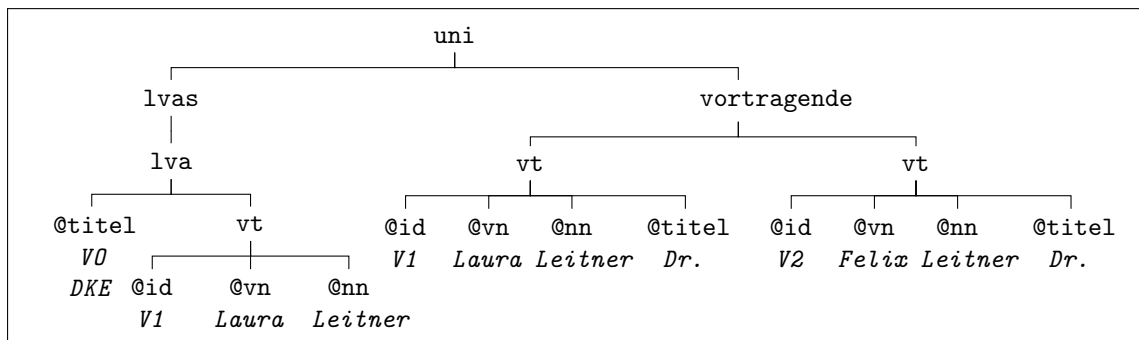 uni
lvas vortragende
lva vt vt
@titel vt @id @vn @nn @titel @id @vn @nn @titel
VO V1 Laura Leitner Dr. V2 Felix Leitner Dr.
DKE @id @vn @nn
V1 Laura Leitner